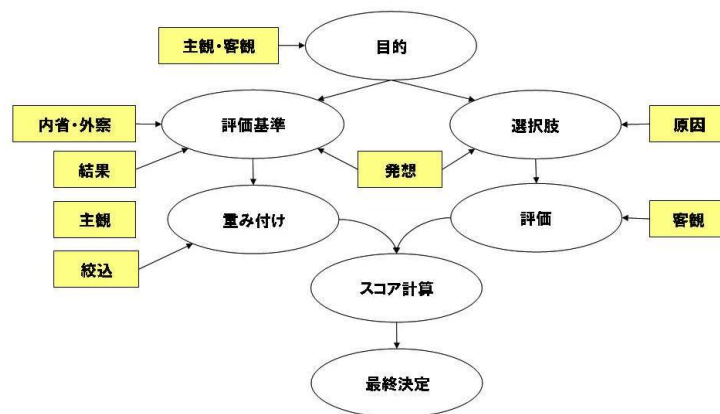 主観・客観
目的
内省・外察
評価基準
選択肢
原因
結果
発想
主観
重み付け
評価
客観
絞込
スコア計算
最終決定